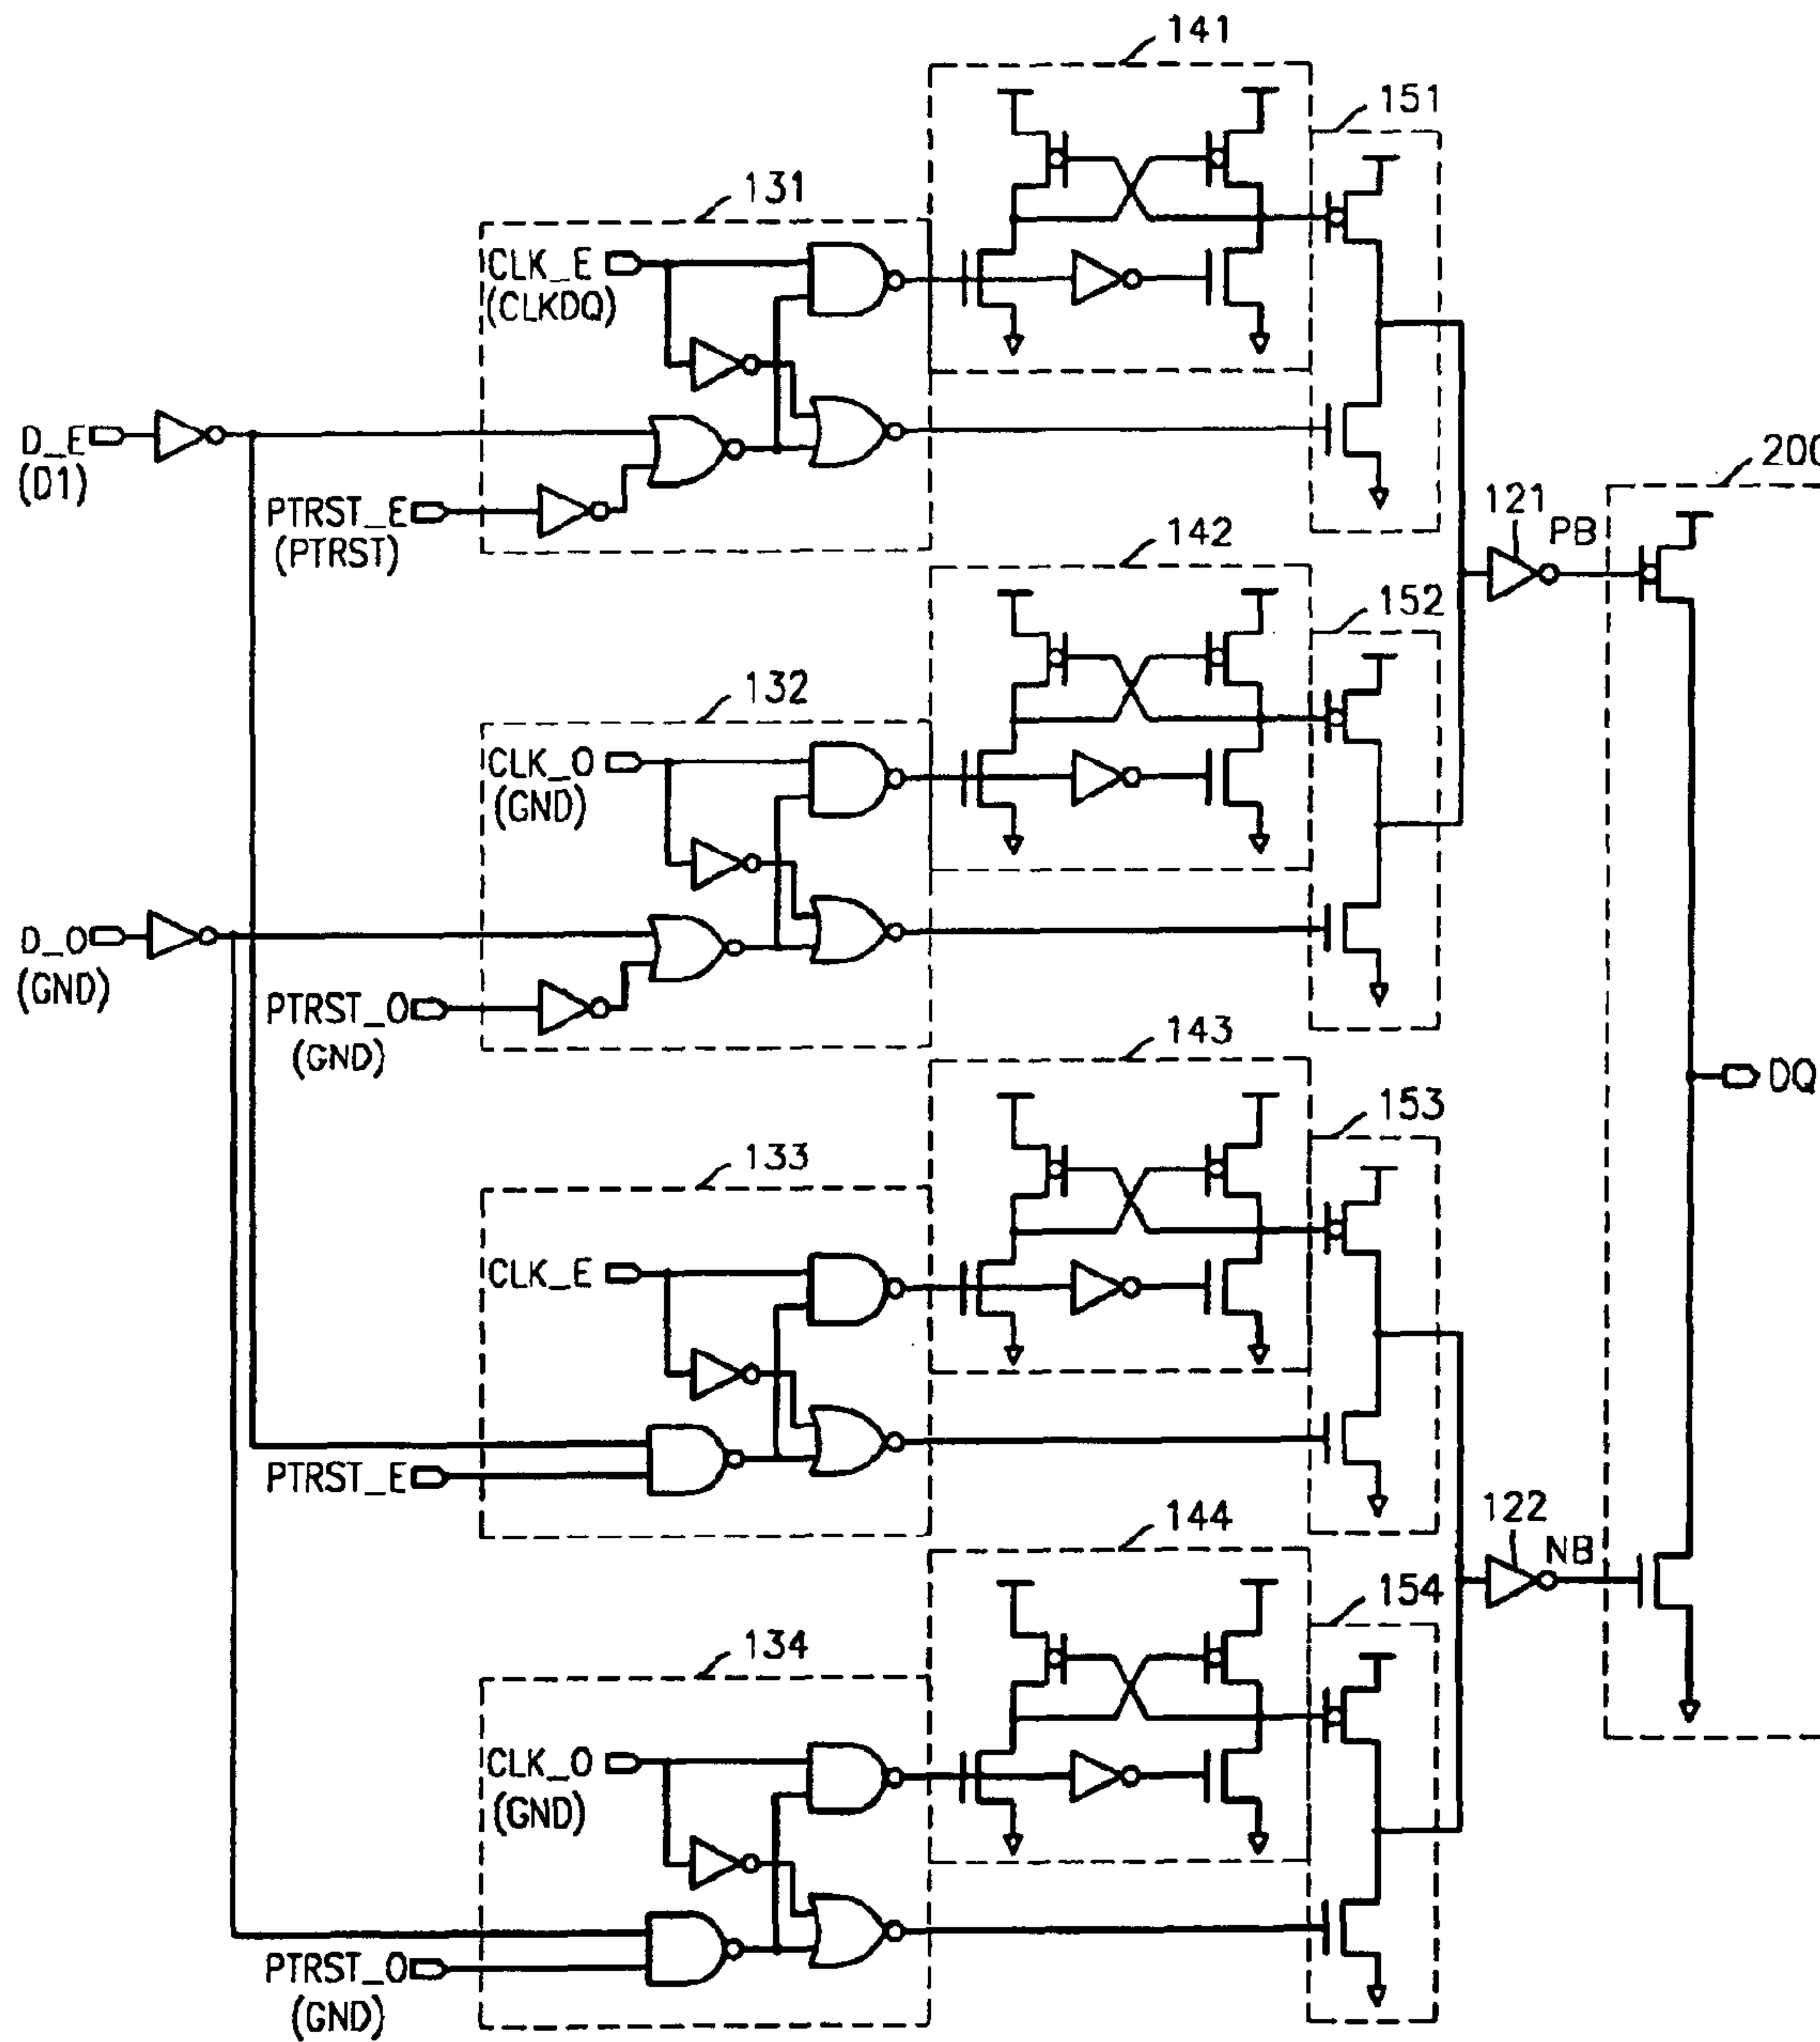 141
151
131
CLK_E
(CLKDQ)
D_E
(D1)
PTRST_E
(PTRST)
200
121
PB
142
152
132
CLK_O
(GND)
D_O
(GND)
PTRST_O
(GND)
143
DQ
153
133
CLK_E
PTRST_E
122
NB
144
154
134
CLK_O
(GND)
PTRST_O
(GND)